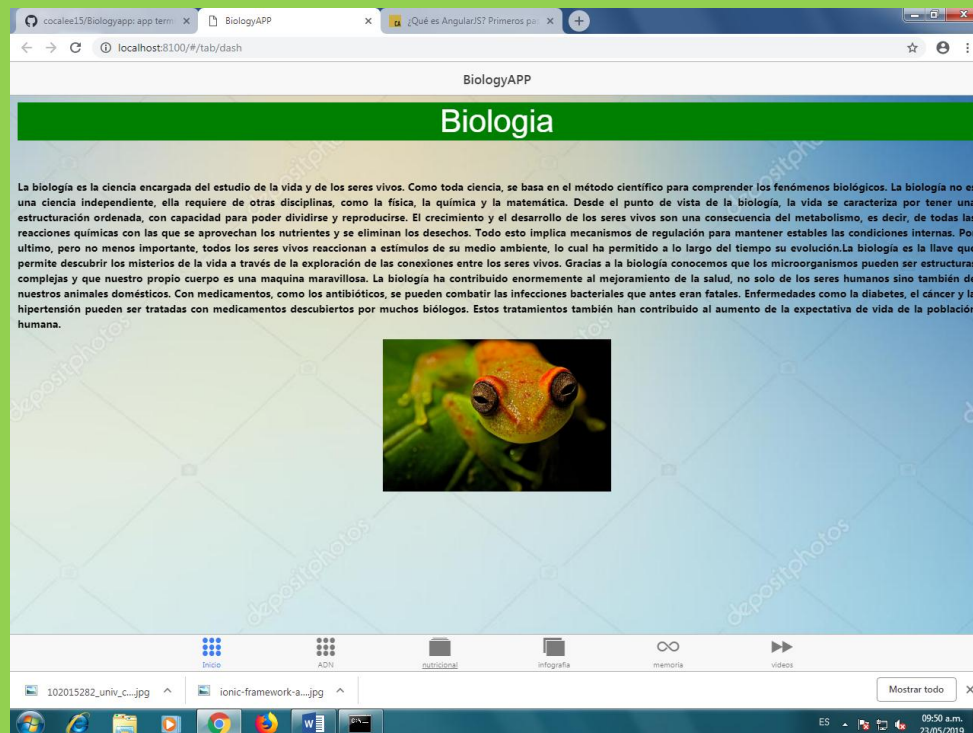 cocalee15/Biologyapp: app term
BiologyAPP
¿Qué es AngularJS? Primeros pa
localhost:8100/#/tab/dash
BiologyAPP
Biologia
La biología es la ciencia encargada del estudio de la vida y de los seres vivos. Como toda ciencia, se basa en el método científico para comprender los fenómenos biológicos. La biología no es
una ciencia independiente, ella requiere de otras disciplinas, como la física, la química y la matemática. Desde el punto de vista de la biología, la vida se caracteriza por tener una
estructuración ordenada, con capacidad para poder dividirse y reproducirse. El crecimiento y el desarrollo de los seres vivos son una consecuencia del metabolismo, es decir, de todas las
reacciones químicas con las que se aprovechan los nutrientes y se eliminan los desechos. Todo esto implica mecanismos de regulación para mantener estables las condiciones internas. Por
ultimo, pero no menos importante, todos los seres vivos reaccionan a estímulos de su medio ambiente, lo cual ha permitido a lo largo del tiempo su evolución.La biología es la llave que
permite descubrir los misterios de la vida a través de la exploración de las conexiones entre los seres vivos. Gracias a la biología conocemos que los microorganismos pueden ser estructuras
complejas y que nuestro propio cuerpo es una maquina maravillosa. La biología ha contribuido enormemente al mejoramiento de la salud, no solo de los seres humanos sino también de
nuestros animales domésticos. Con medicamentos, como los antibióticos, se pueden combatir las infecciones bacteriales que antes eran fatales. Enfermedades como la diabetes, el cáncer y la
hipertensión pueden ser tratadas con medicamentos descubiertos por muchos biólogos. Estos tratamientos también han contribuido al aumento de la expectativa de vida de la población
humana.
depositphotos
depositphotos
depositphotos
depositphotos
depositphotos
depositphotos
Inicio
ADN
nutricional
infografia
memoria
videos
102015282_univ_c....jpg
ionic-framework-a....jpg
Mostrar todo
ES
09:50 a.m.
23/05/2019